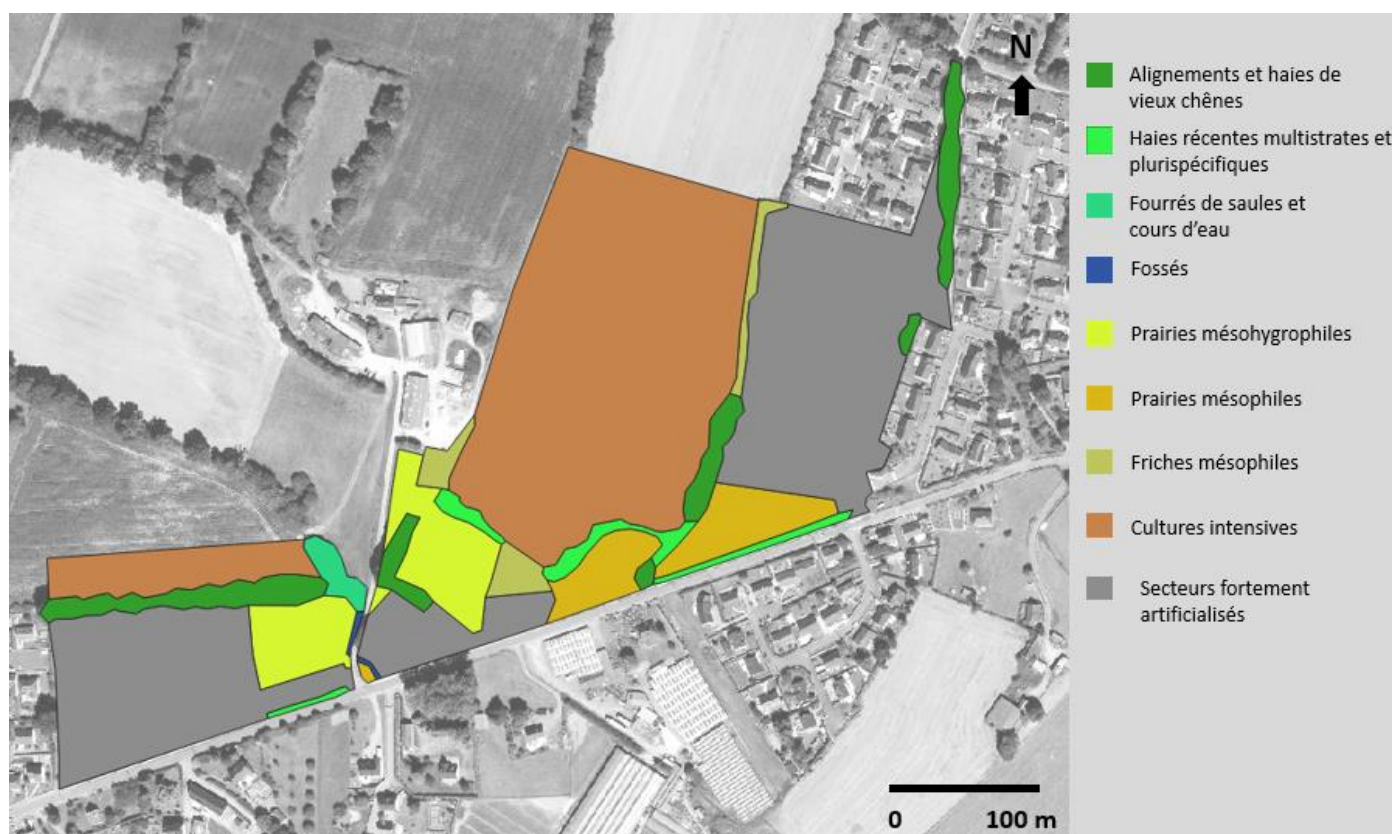 N
Alignements et haies de
vieux chênes
Haies récentes multistrates et
plurispécifiques
Fourrés de saules et
cours d’eau
Fossés
Prairies mésohygrophiles
Prairies mésophiles
Friches mésophiles
Cultures intensives
Secteurs fortement
artificialisés
0 100 m